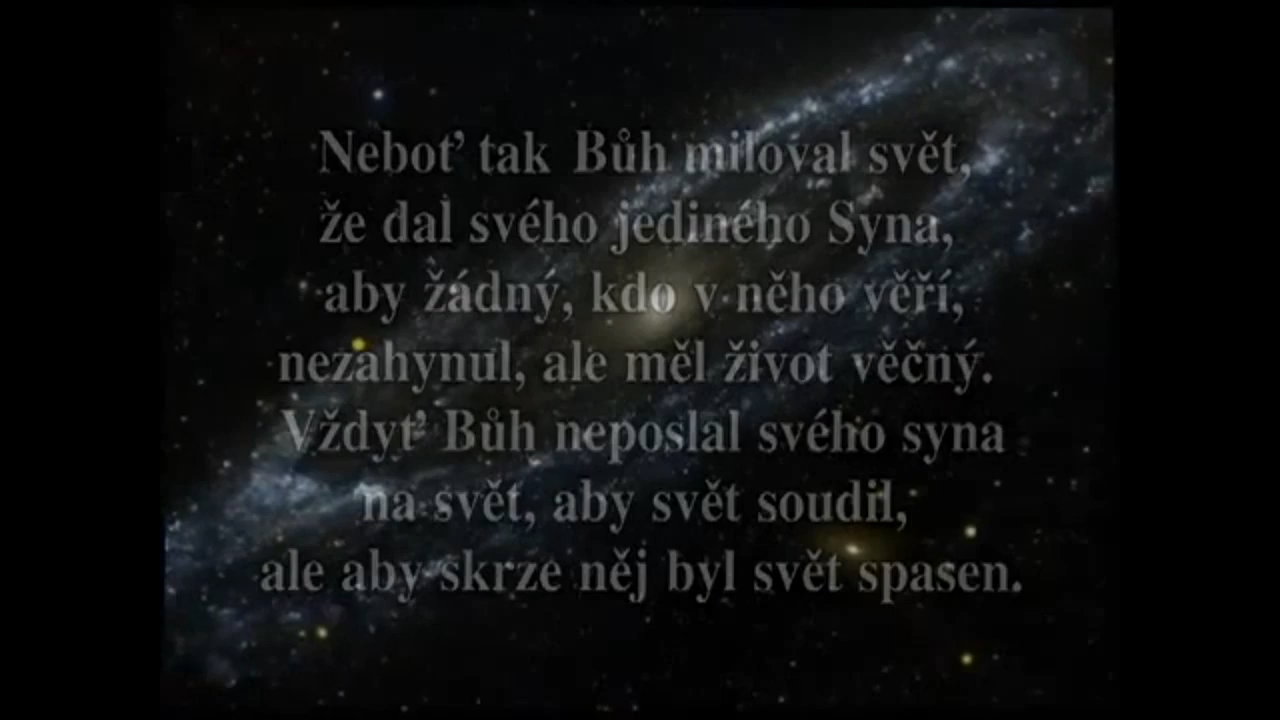 Neboť tak Bůh miloval svět,
že dal svého jediného Syna,
aby žádný, kdo v něho věří,
nezahynul, ale měl život věčný.
Vždyť Bůh neposlal svého syna
na svět, aby svět soudil,
ale aby skrze něj byl svět spasen.